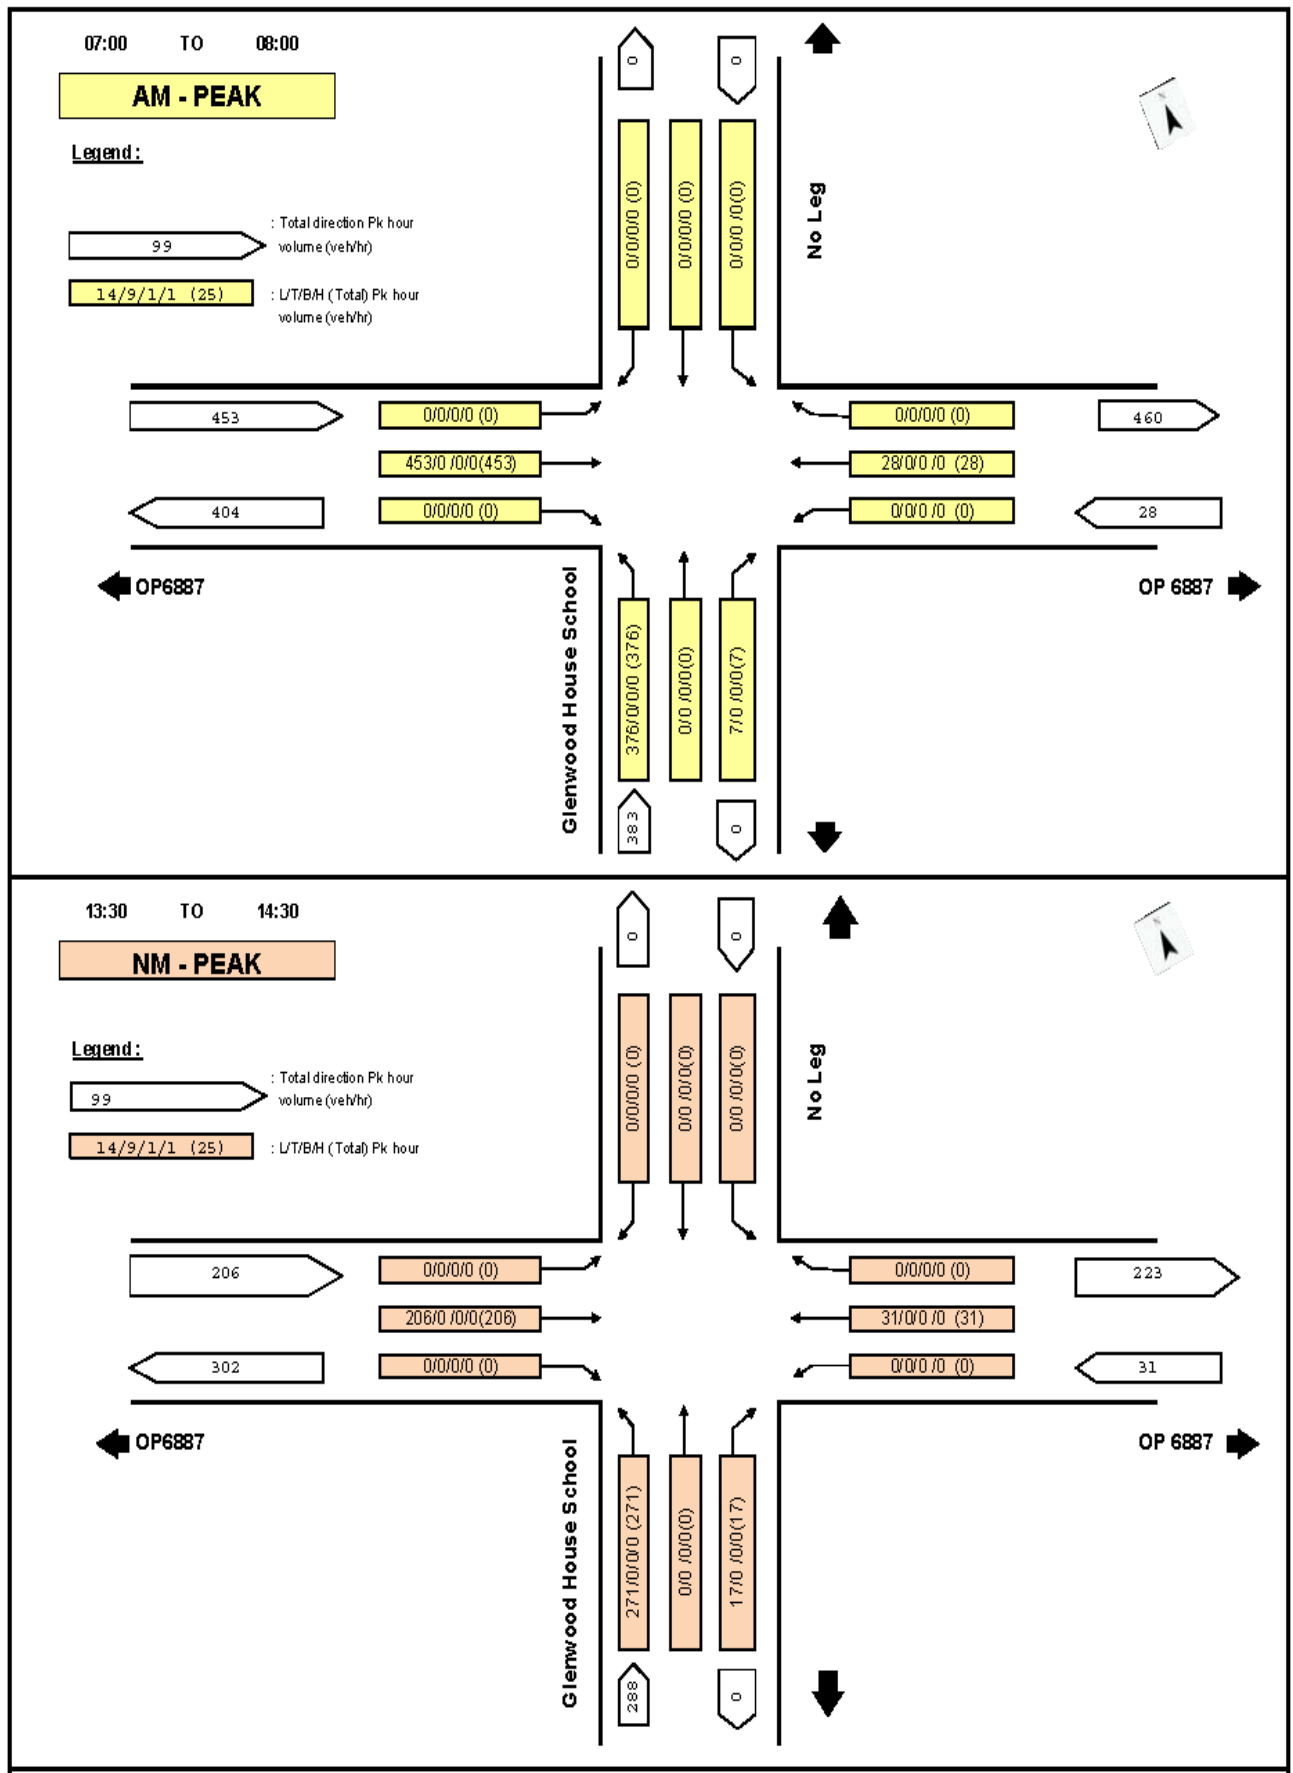 07:00 TO 08:00
AM - PEAK
Legend :
99
: Total direction Pk hour
volume (veh/hr)
14/9/1/1 (25)
: L/T/B/H (Total) Pk hour
volume (veh/hr)
0
0
N
0/0/0/0 (0)
0/0/0/0 (0)
0/0/0 /0(0)
No Leg
453
0/0/0/0 (0)
0/0/0/0 (0)
460
453/0 /0/0(453)
28/0/0 /0 (28)
404
0/0/0/0 (0)
0/0/0 /0 (0)
28
OP6887
OP 6887
Glenwood House School
376/0/0/0 (376)
0/0 /0/0(0)
7/0 /0/0(7)
383
0
13:30 TO 14:30
NM - PEAK
Legend :
99
: Total direction Pk hour
volume (veh/hr)
14/9/1/1 (25)
: L/T/B/H (Total) Pk hour
0
0
N
0/0/0/0 (0)
0/0 /0/0(0)
0/0 /0/0(0)
No Leg
206
0/0/0/0 (0)
0/0/0/0 (0)
223
206/0 /0/0(206)
31/0/0 /0 (31)
302
0/0/0/0 (0)
0/0/0 /0 (0)
31
OP6887
OP 6887
Glenwood House School
271/0/0/0 (271)
0/0 /0/0(0)
17/0 /0/0(17)
288
0